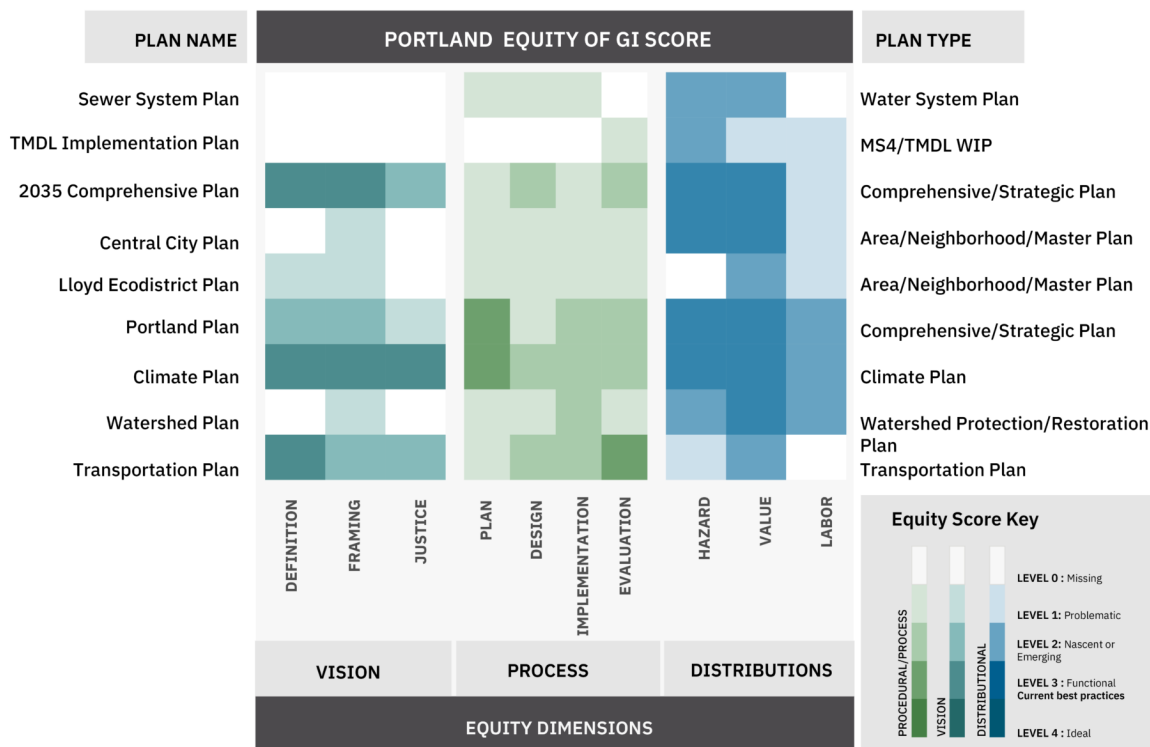 PLAN NAME
PORTLAND EQUITY OF GI SCORE
PLAN TYPE
Sewer System Plan
Water System Plan
TMDL Implementation Plan
MS4/TMDL WIP
2035 Comprehensive Plan
Comprehensive/Strategic Plan
Central City Plan
Area/Neighborhood/Master Plan
Lloyd Ecodistrict Plan
Area/Neighborhood/Master Plan
Portland Plan
Comprehensive/Strategic Plan
Climate Plan
Climate Plan
Watershed Plan
Watershed Protection/Restoration
Plan
Transportation Plan
Transportation Plan
DEFINITION
FRAMING
JUSTICE
PLAN
DESIGN
IMPLEMENTATION
EVALUATION
HAZARD
VALUE
LABOR
VISION
PROCESS
DISTRIBUTIONS
EQUITY DIMENSIONS
Equity Score Key
PROCEDURAL/PROCESS
VISION
DISTRIBUTIONAL
LEVEL 0 : Missing
LEVEL 1: Problematic
LEVEL 2: Nascent or
Emerging
LEVEL 3 : Functional
Current best practices
LEVEL 4 : Ideal